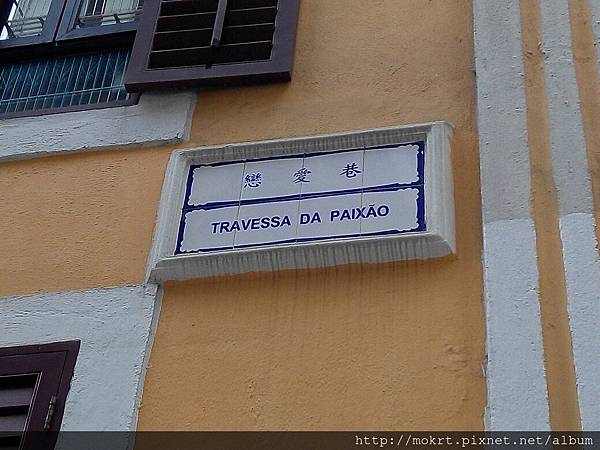 戀愛巷
TRAVESSA DA PAIXÃO
http://mokrt.pixnet.net/album